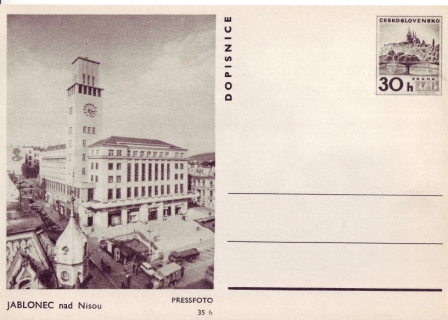 DOPISNICE
ČESKOSLOVENSKO
PRAHA
30 h
JABLONEC nad Nisou
PRESSFOTO
35 h